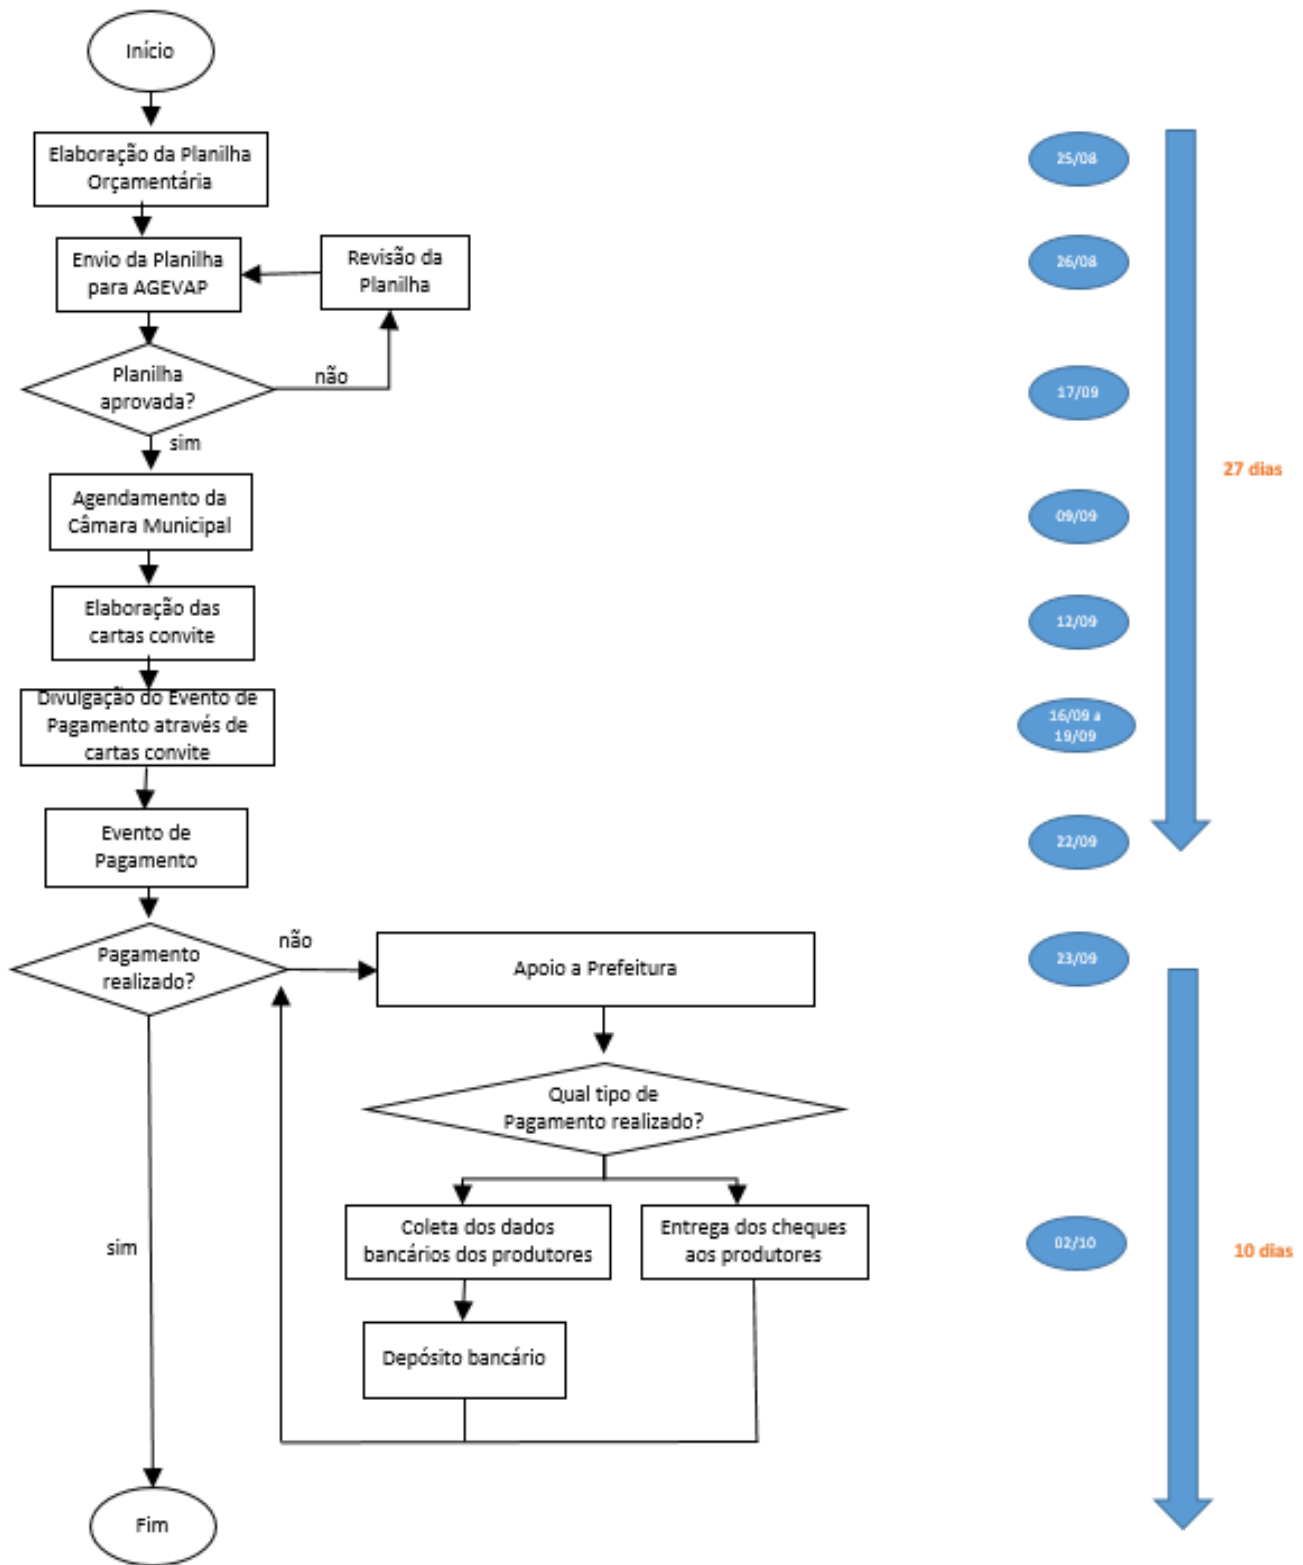 Início
Elaboração da Planilha
Orçamentária
25/08
Envio da Planilha
para AGEVAP
Revisão da
Planilha
26/08
Planilha
aprovada?
não
17/09
sim
27 dias
Agendamento da
Câmara Municipal
09/09
Elaboração das
cartas convite
12/09
Divulgação do Evento de
Pagamento através de
cartas convite
16/09 a
19/09
Evento de
Pagamento
22/09
Pagamento
realizado?
não
Apoio a Prefeitura
23/09
Qual tipo de
Pagamento realizado?
sim
Coleta dos dados
bancários dos produtores
Entrega dos cheques
aos produtores
02/10
10 dias
Depósito bancário
Fim